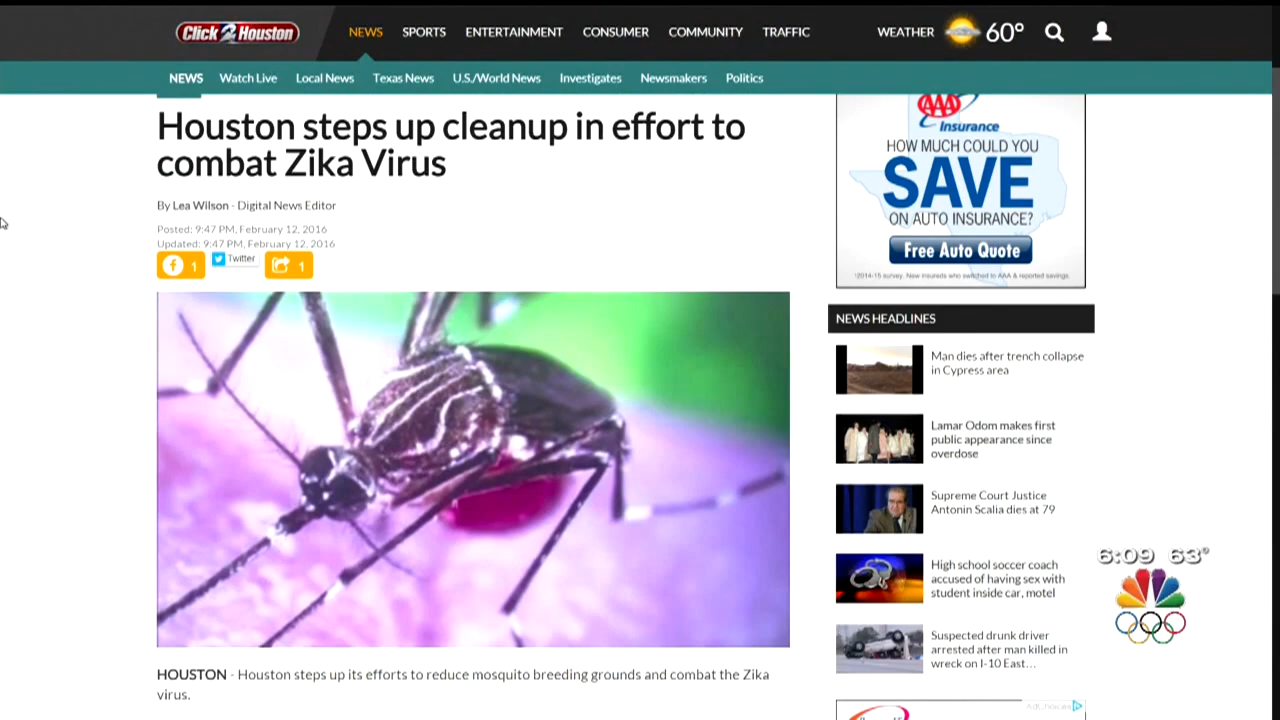 Click 2 Houston
NEWS SPORTS ENTERTAINMENT CONSUMER COMMUNITY TRAFFIC WEATHER 60°
NEWS Watch Live Local News Texas News U.S./World News Investigates Newsmakers Politics
Houston steps up cleanup in effort to
combat Zika Virus
By Lea Wilson - Digital News Editor
Posted: 9:47 PM, February 12, 2016
Updated: 9:47 PM, February 12, 2016
1 Twitter 1
HOUSTON - Houston steps up its efforts to reduce mosquito breeding grounds and combat the Zika
virus.
AAA
Insurance
HOW MUCH COULD YOU
SAVE
ON AUTO INSURANCE?
Free Auto Quote
*2014-15 survey. New insureds who switched to AAA & reported savings.
NEWS HEADLINES
Man dies after trench collapse
in Cypress area
Lamar Odom makes first
public appearance since
overdose
Supreme Court Justice
Antonin Scalia dies at 79
High school soccer coach
accused of having sex with
student inside car, motel
Suspected drunk driver
arrested after man killed in
wreck on I-10 East...
AdChoices
6:09 63°